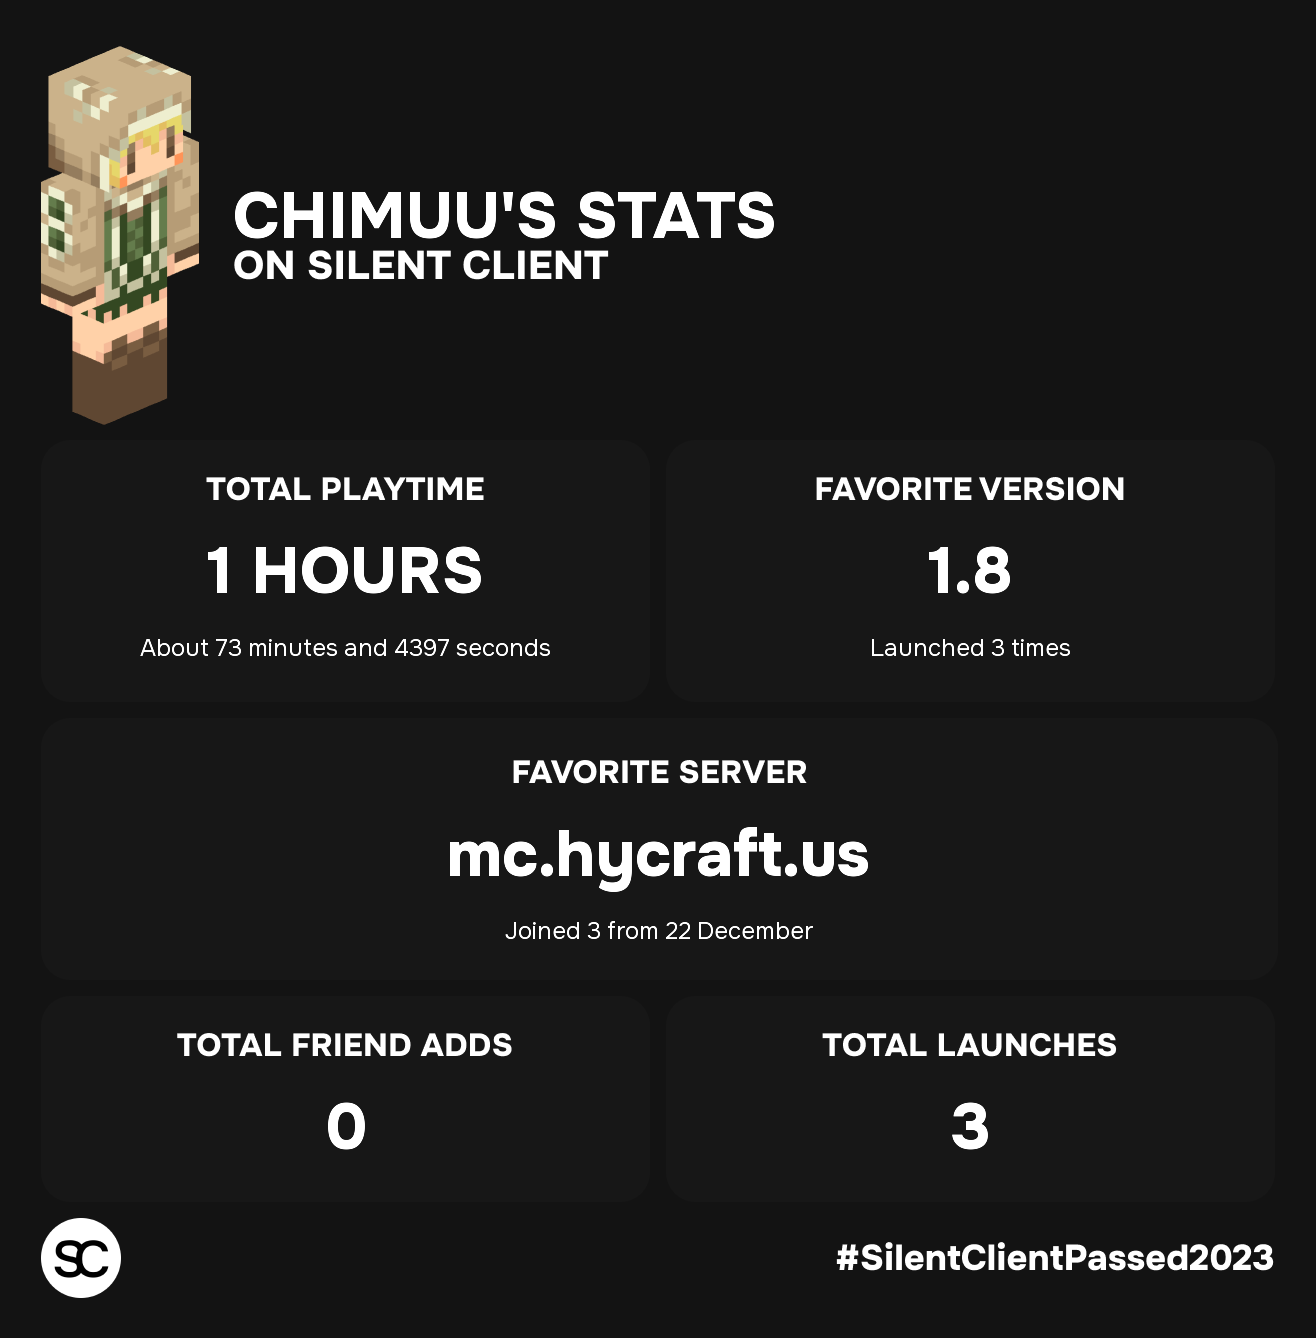 CHIMUU'S STATS
ON SILENT CLIENT
TOTAL PLAYTIME
1 HOURS
About 73 minutes and 4397 seconds
FAVORITE VERSION
1.8
Launched 3 times
FAVORITE SERVER
mc.hycraft.us
Joined 3 from 22 December
TOTAL FRIEND ADDS
0
TOTAL LAUNCHES
3
SC
#SilentClientPassed2023